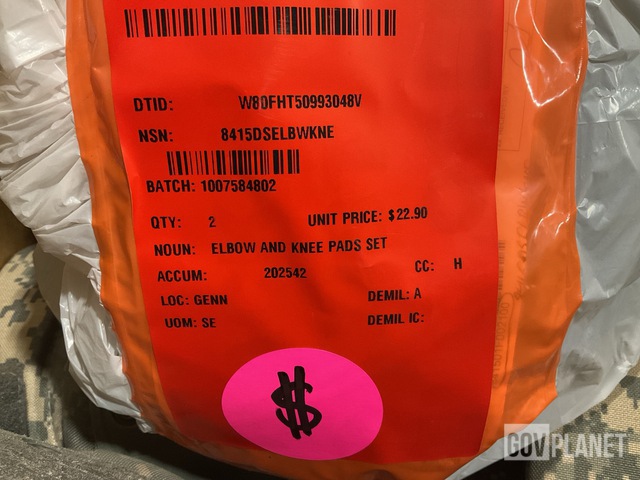 DTID: W80FHT50993048V
NSN: 8415DSELBWKNE
BATCH: 1007584802
QTY: 2 UNIT PRICE: $22.90
NOUN: ELBOW AND KNEE PADS SET
ACCUM: 202542 CC: H
LOC: GENN DEMIL: A
UOM: SE DEMIL IC:
$
GOVPLANET